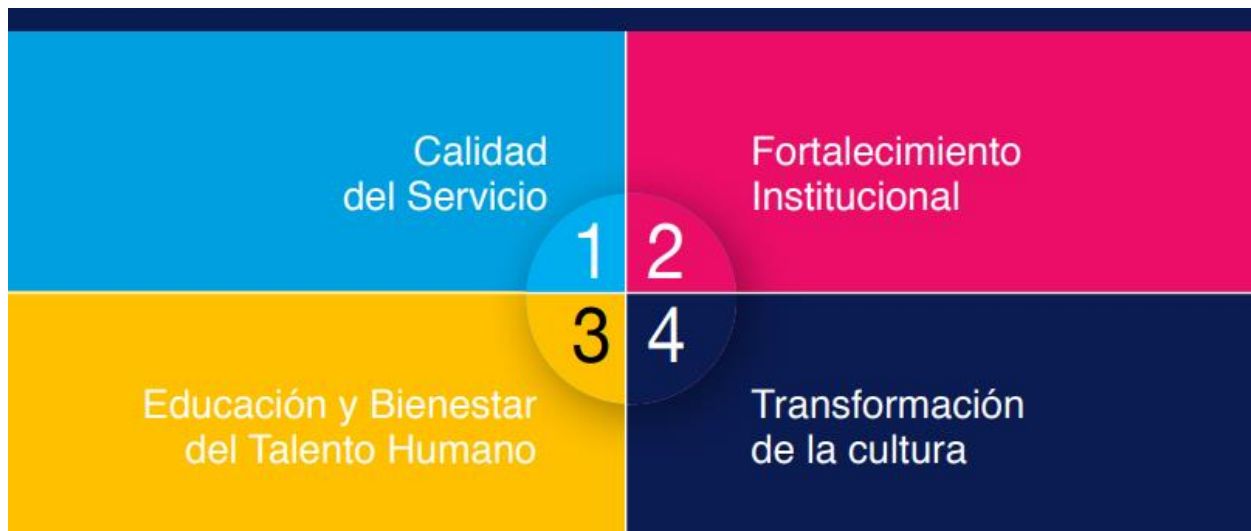 Calidad
del Servicio
1
2
Fortalecimiento
Institucional
3
Educación y Bienestar
del Talento Humano
4
Transformación
de la cultura